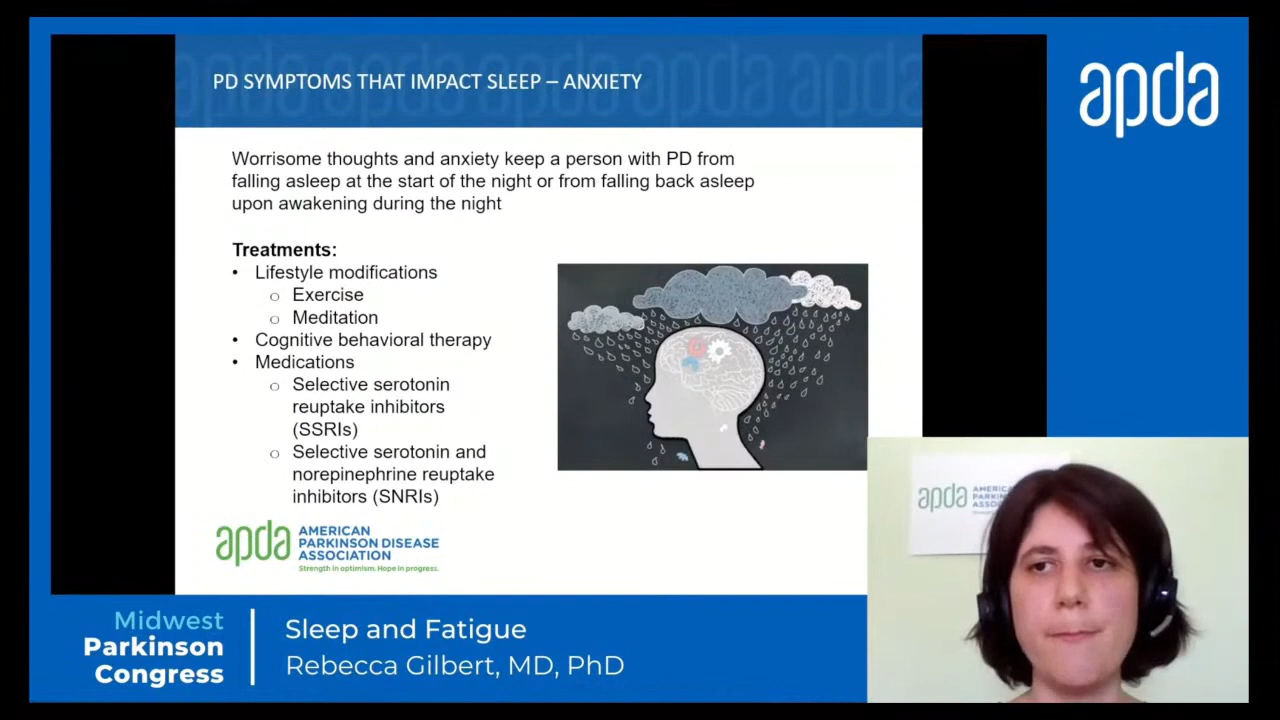 PD SYMPTOMS THAT IMPACT SLEEP – ANXIETY
apda
Worrisome thoughts and anxiety keep a person with PD from
falling asleep at the start of the night or from falling back asleep
upon awakening during the night
Treatments:
• Lifestyle modifications
o Exercise
o Meditation
• Cognitive behavioral therapy
• Medications
o Selective serotonin
reuptake inhibitors
(SSRIs)
o Selective serotonin and
norepinephrine reuptake
inhibitors (SNRIs)
apda
AMERICAN
PARKINSON DISEASE
ASSOCIATION
Strength in optimism. Hope in progress.
apda
Midwest
Parkinson
Congress
Sleep and Fatigue
Rebecca Gilbert, MD, PhD